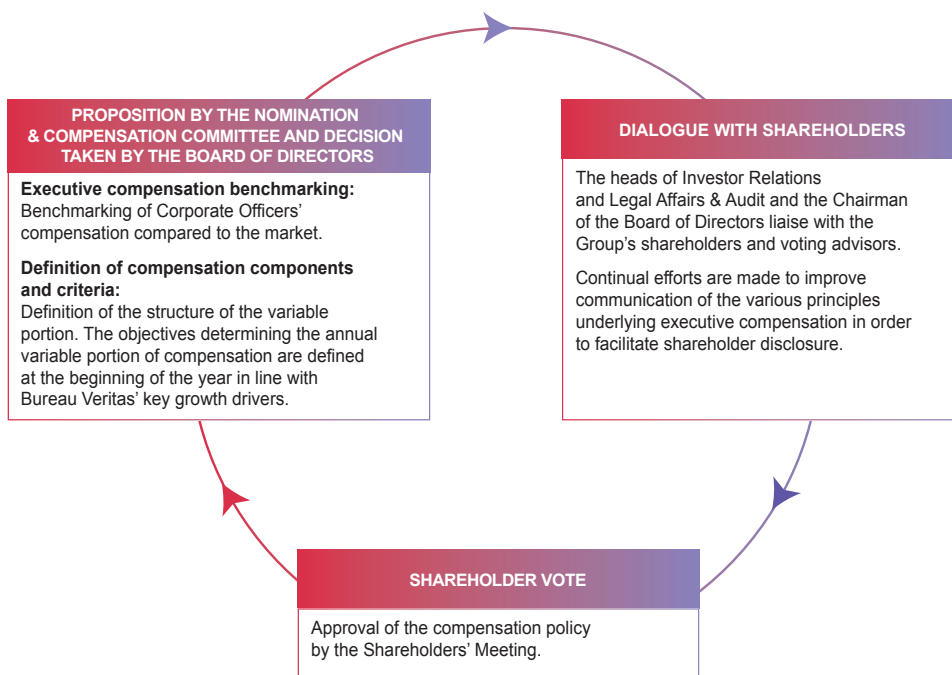 PROPOSITION BY THE NOMINATION
& COMPENSATION COMMITTEE AND DECISION
TAKEN BY THE BOARD OF DIRECTORS
Executive compensation benchmarking:
Benchmarking of Corporate Officers’
compensation compared to the market.
Definition of compensation components
and criteria:
Definition of the structure of the variable
portion. The objectives determining the annual
variable portion of compensation are defined
at the beginning of the year in line with
Bureau Veritas’ key growth drivers.
DIALOGUE WITH SHAREHOLDERS
The heads of Investor Relations
and Legal Affairs & Audit and the Chairman
of the Board of Directors liaise with the
Group’s shareholders and voting advisors.
Continual efforts are made to improve
communication of the various principles
underlying executive compensation in order
to facilitate shareholder disclosure.
SHAREHOLDER VOTE
Approval of the compensation policy
by the Shareholders’ Meeting.